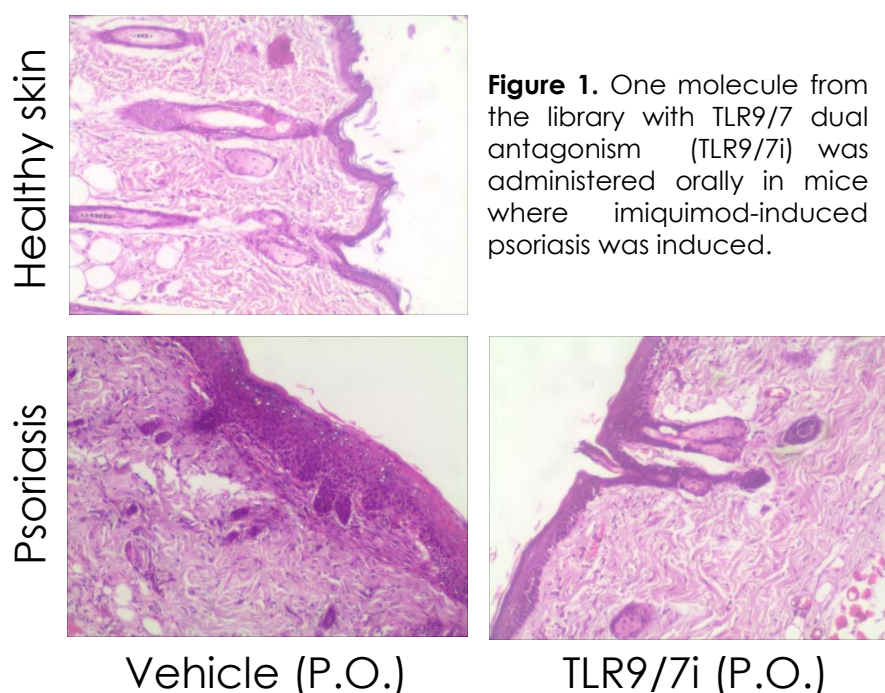 Healthy skin
Figure 1. One molecule from
the library with TLR9/7 dual
antagonism (TLR9/7i) was
administered orally in mice
where imiquimod-induced
psoriasis was induced.
Psoriasis
Vehicle (P.O.)
TLR9/7i (P.O.)